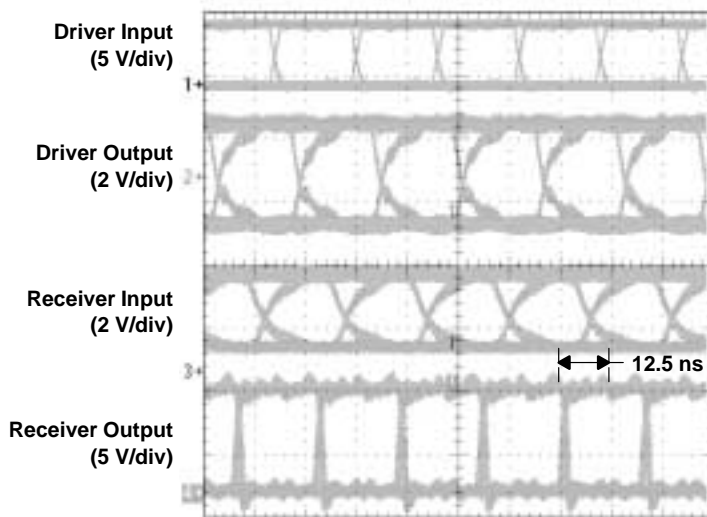 Driver Input
(5 V/div)
1+
Driver Output
(2 V/div)
2+
Receiver Input
(2 V/div)
12.5 ns
3+
Receiver Output
(5 V/div)